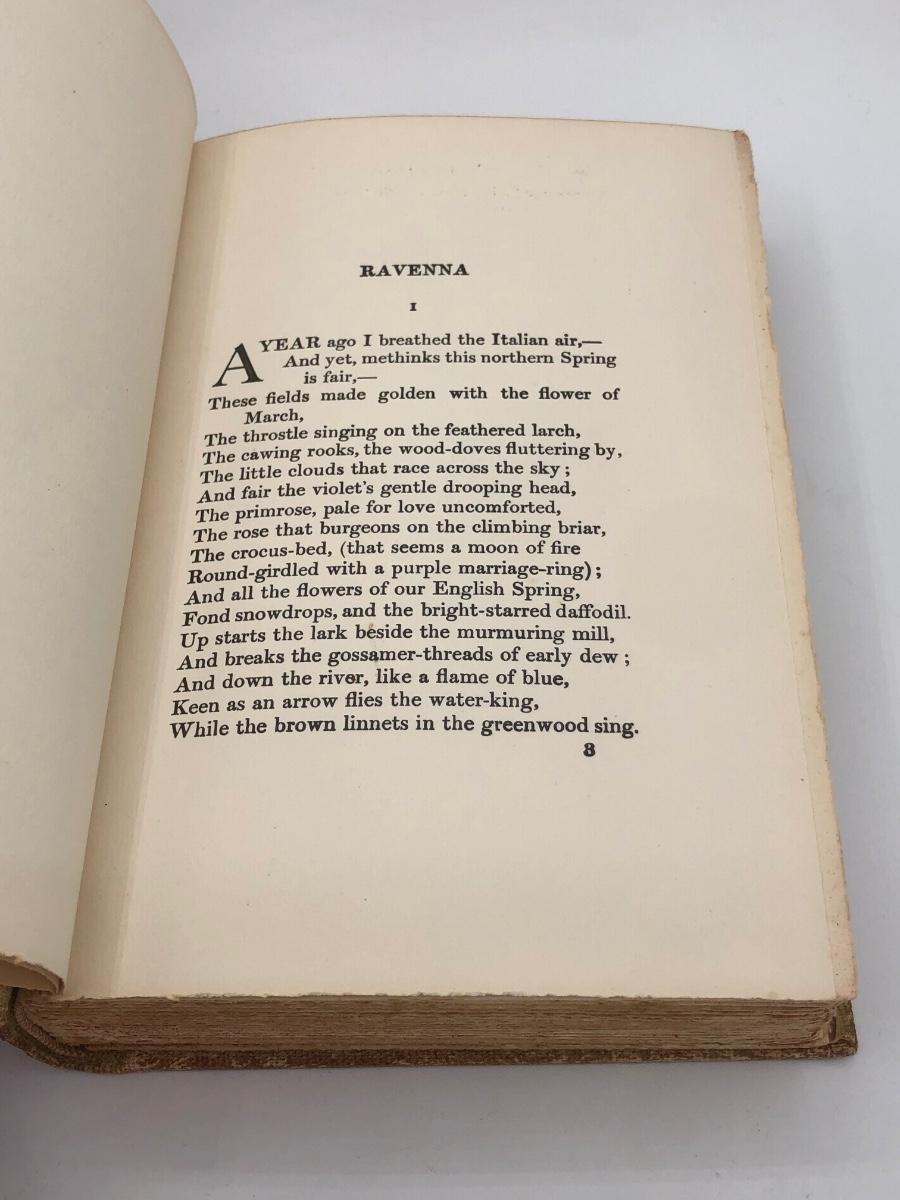 RAVENNA
I
A YEAR ago I breathed the Italian air,—
And yet, methinks this northern Spring
is fair,—
These fields made golden with the flower of
March,
The throstle singing on the feathered larch,
The cawing rooks, the wood-doves fluttering by,
The little clouds that race across the sky;
And fair the violet's gentle drooping head,
The primrose, pale for love uncomforted,
The rose that burgeons on the climbing briar,
The crocus-bed, (that seems a moon of fire
Round-girdled with a purple marriage-ring);
And all the flowers of our English Spring,
Fond snowdrops, and the bright-starred daffodil.
Up starts the lark beside the murmuring mill,
And breaks the gossamer-threads of early dew;
And down the river, like a flame of blue,
Keen as an arrow flies the water-king,
While the brown linnets in the greenwood sing.
3